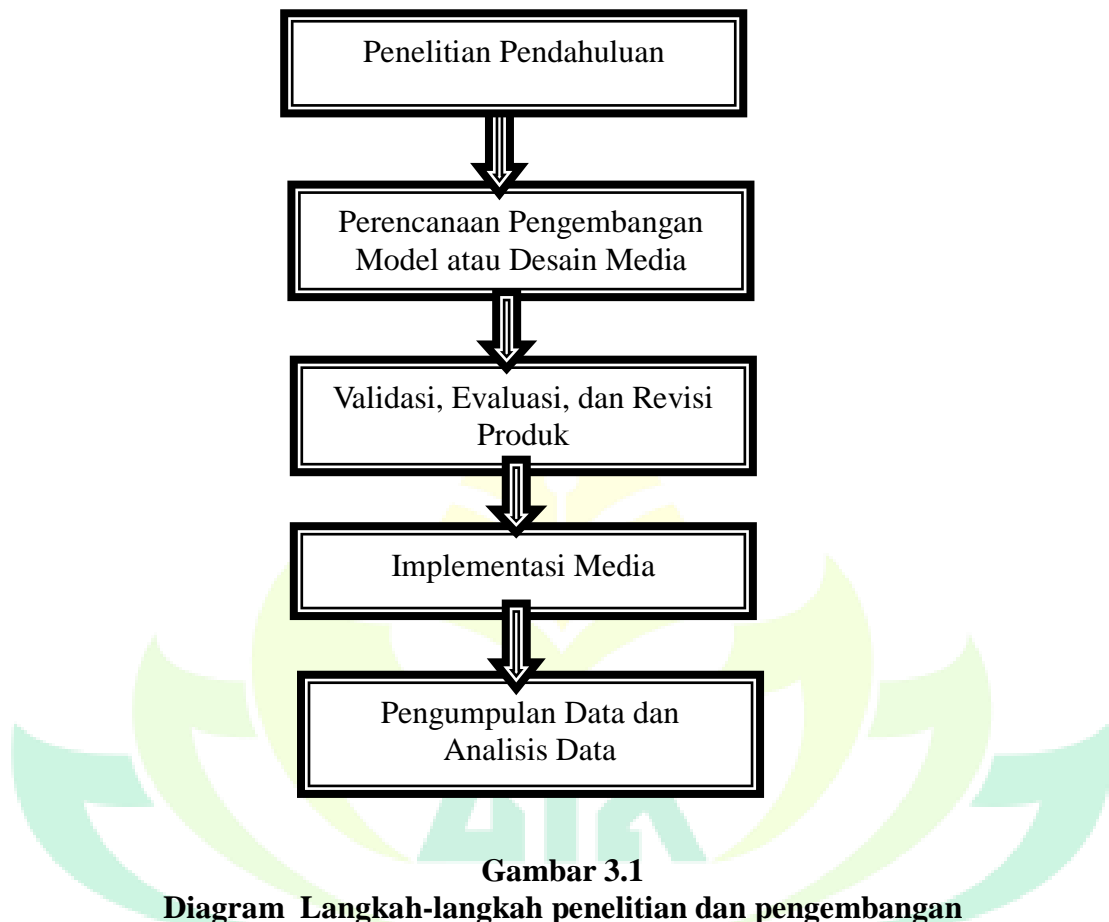 Penelitian Pendahuluan
Perencanaan Pengembangan
Model atau Desain Media
Validasi, Evaluasi, dan Revisi
Produk
Implementasi Media
Pengumpulan Data dan
Analisis Data
Gambar 3.1
Diagram Langkah-langkah penelitian dan pengembangan